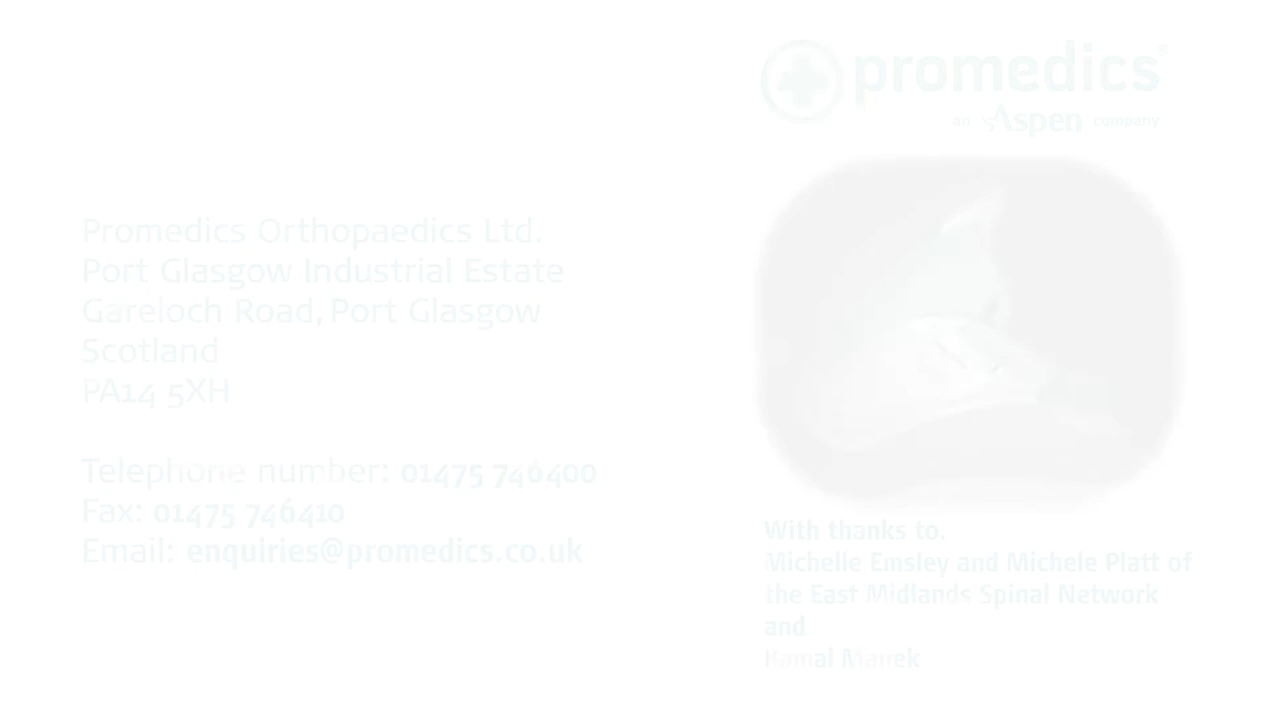 promedics
an Aspen company
Promedics Orthopaedics Ltd.
Port Glasgow Industrial Estate
Gareloch Road, Port Glasgow
Scotland
PA14 5XH
Telephone number: 01475 746400
Fax: 01475 746410
Email: enquiries@promedics.co.uk
With thanks to.
Michelle Emsley and Michele Platt of
the East Midlands Spinal Network
and
Kamal Manek